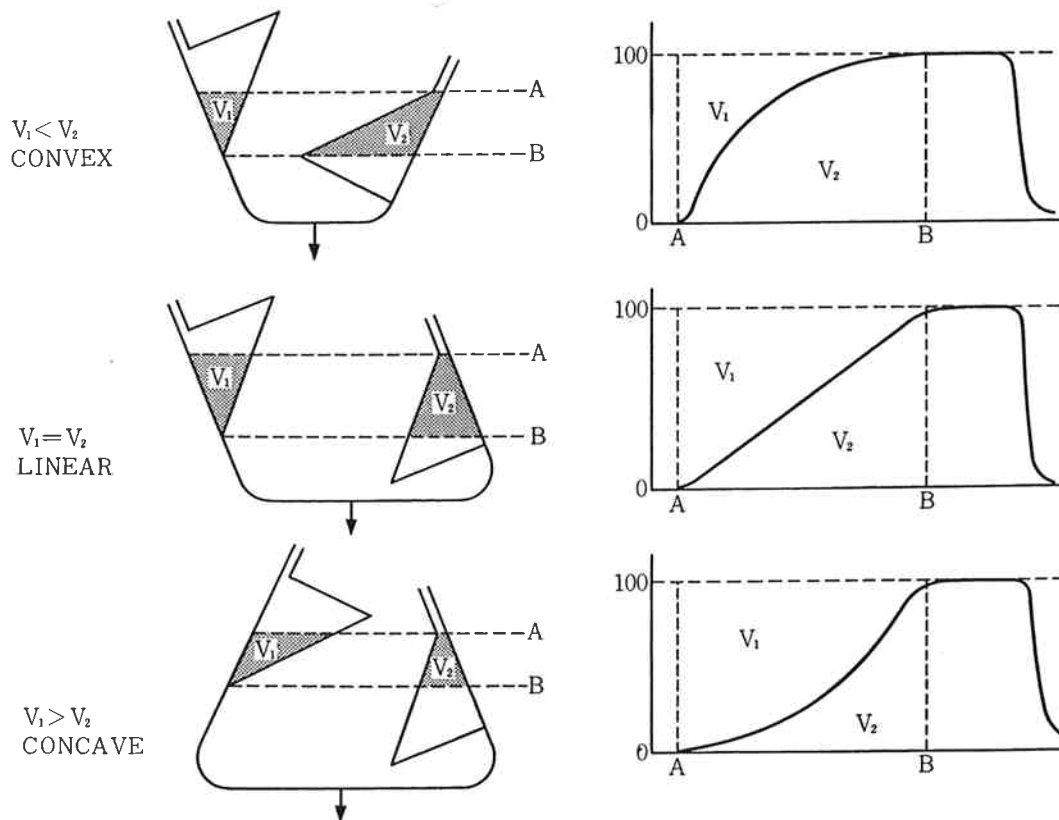 V₁ < V₂
CONVEX
V₁
V₂
A
B
100
0
V₁
V₂
A
B
V₁ = V₂
LINEAR
V₁
V₂
A
B
100
0
V₁
V₂
A
B
V₁ > V₂
CONCAVE
V₁
V₂
A
B
100
0
V₁
V₂
A
B